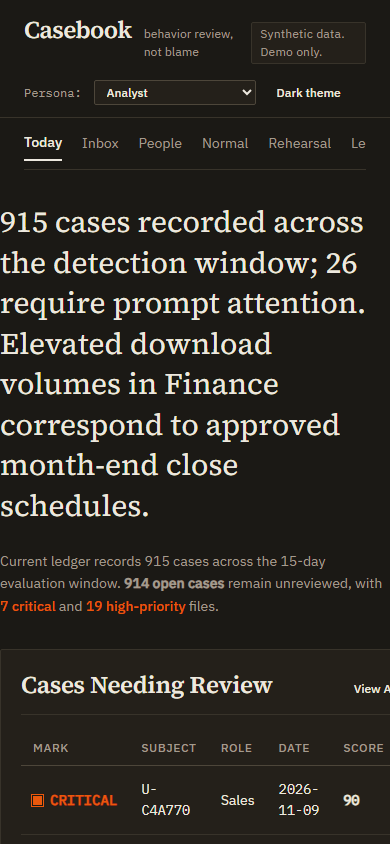 Casebook
behavior review,
not blame
Synthetic data.
Demo only.
Persona:
Analyst
Dark theme
Today Inbox People Normal Rehearsal Le
915 cases recorded across
the detection window; 26
require prompt attention.
Elevated download
volumes in Finance
correspond to approved
month-end close
schedules.
Current ledger records 915 cases across the 15-day
evaluation window. 914 open cases remain unreviewed, with
7 critical and 19 high-priority files.
Cases Needing Review
View A
MARK SUBJECT ROLE DATE SCORE
CRITICAL U-
C4A770 Sales 2026-
11-09 90